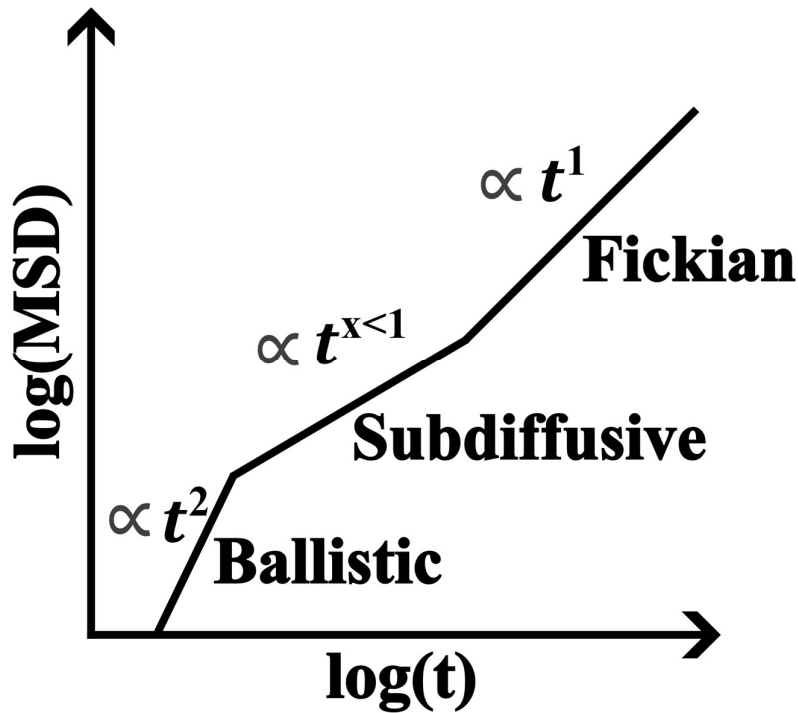 ∝ t¹
Fickian
∝ tˣ<¹
Subdiffusive
∝ t²
Ballistic
log(MSD)
log(t)